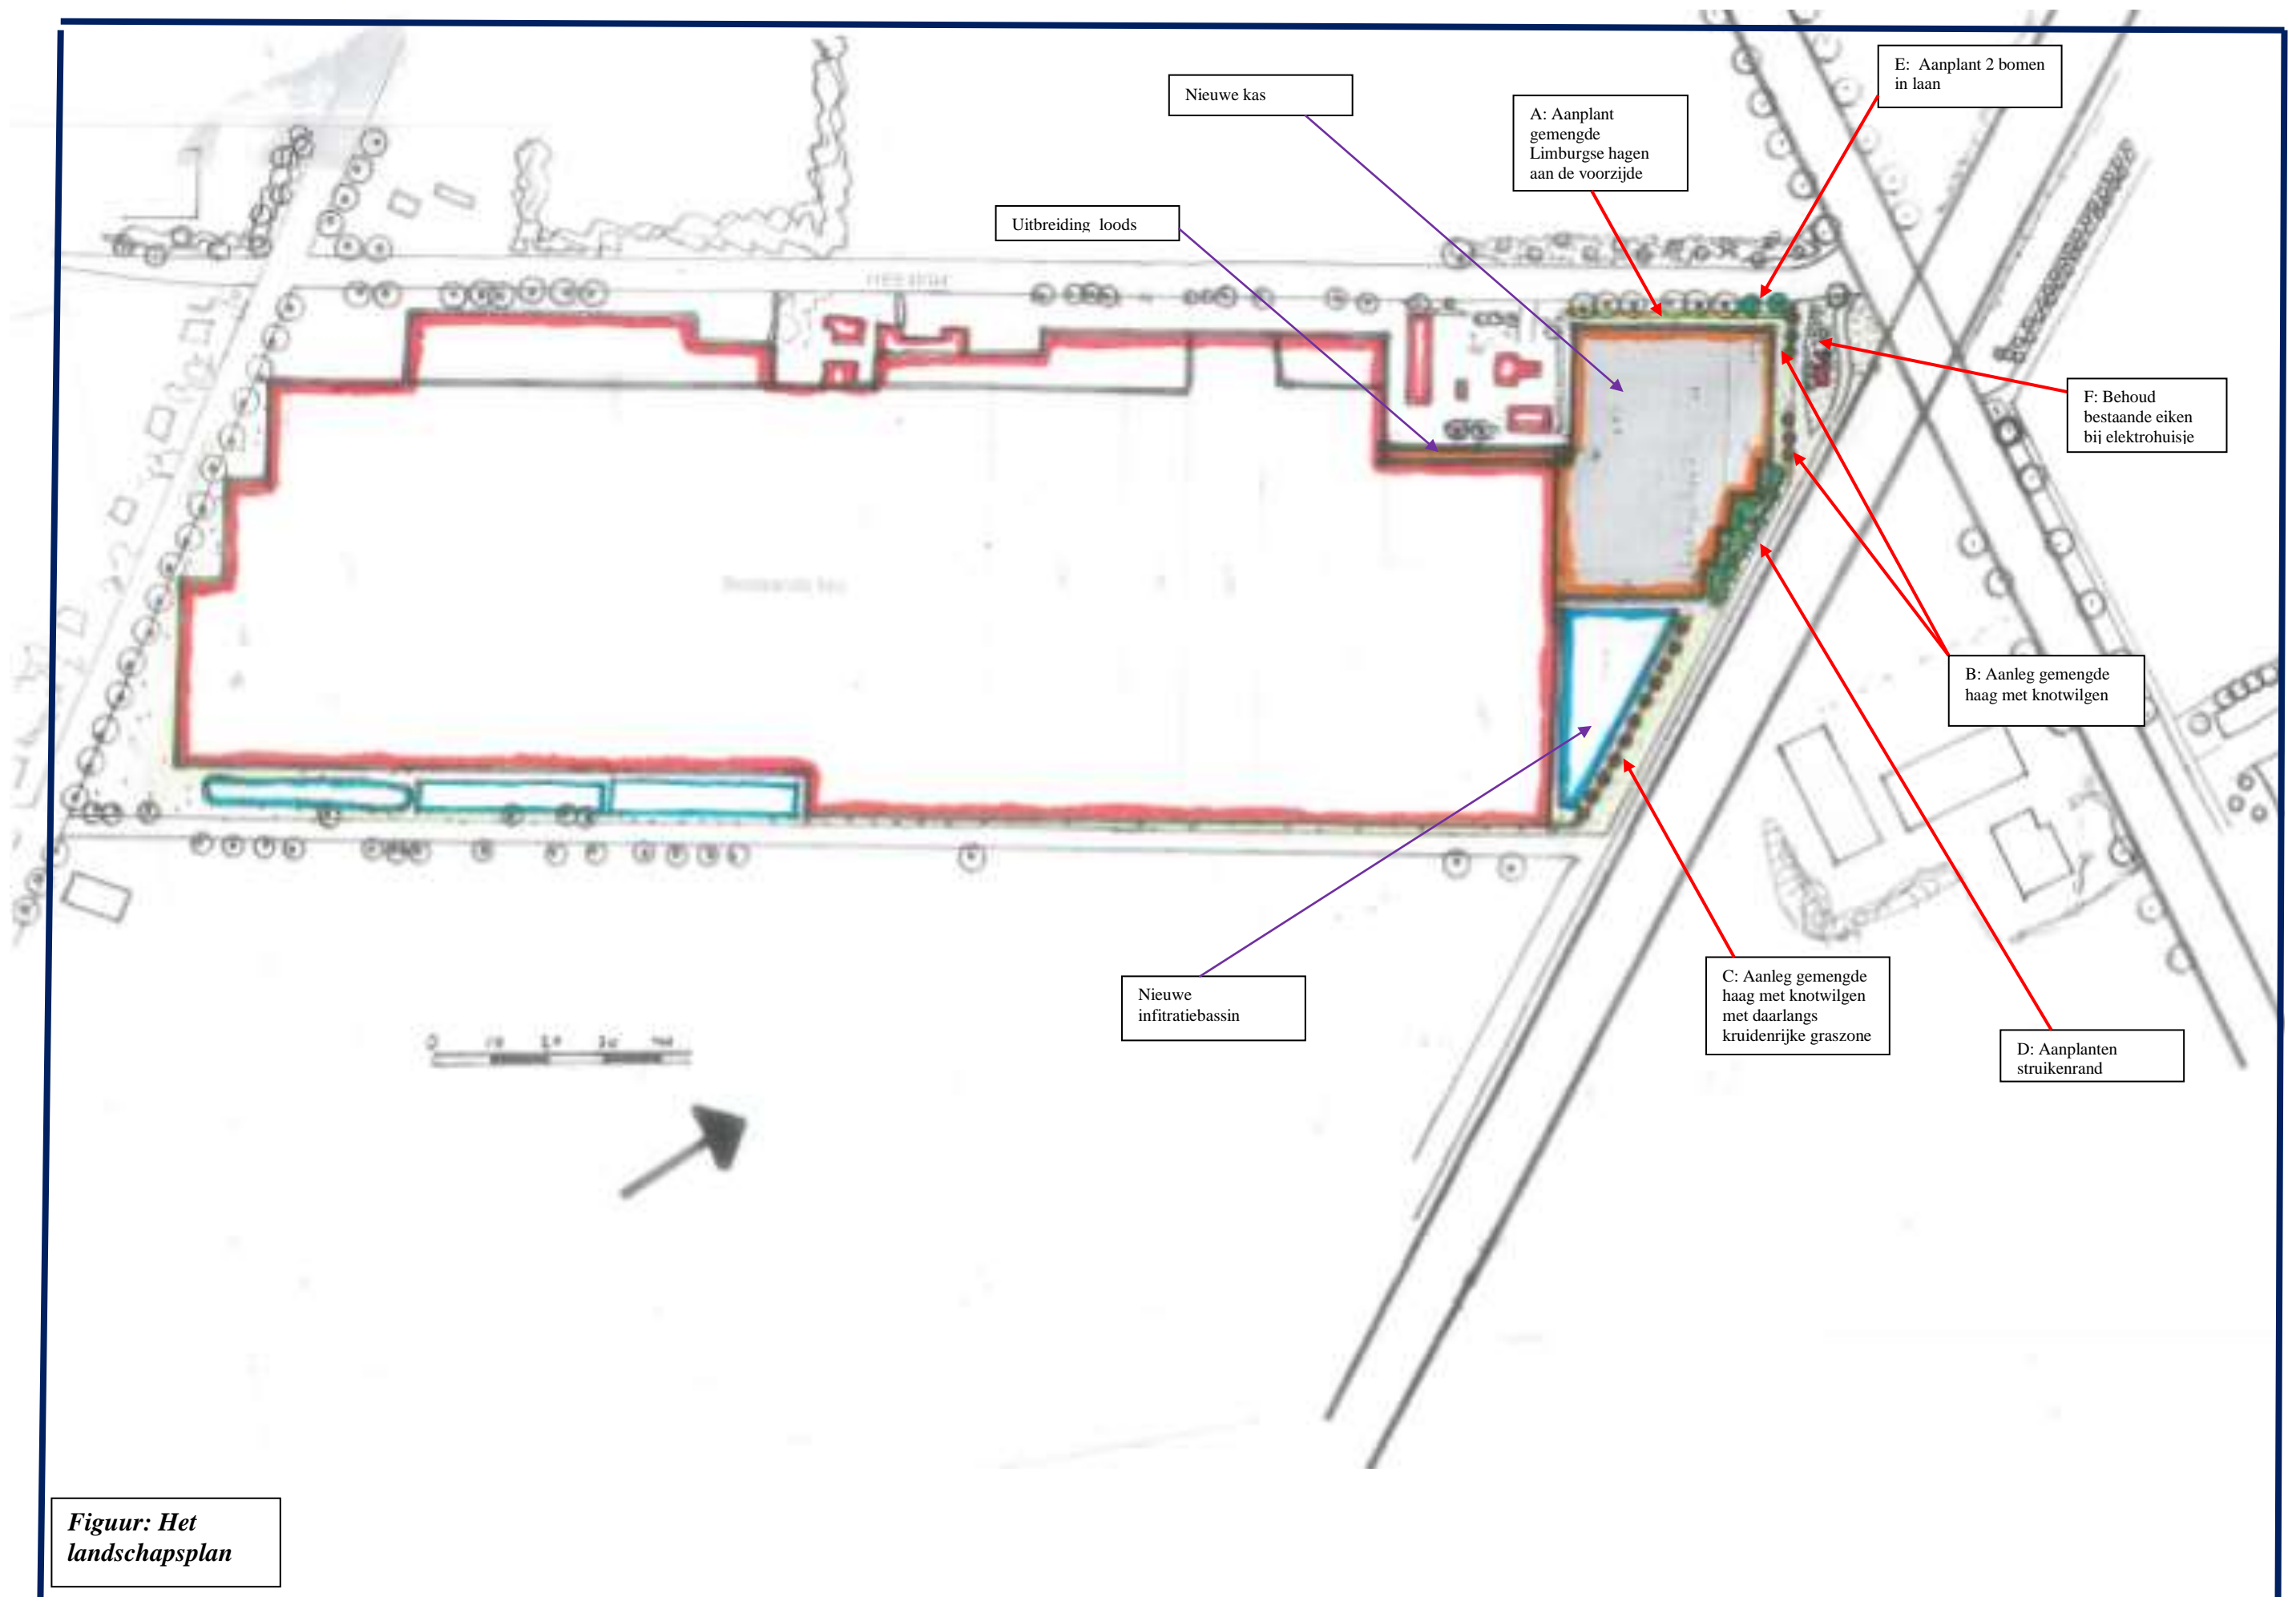 E: Aanplant 2 bomen
in laan
Nieuwe kas
A: Aanplant
gemengde
Limburgse hagen
aan de voorzijde
Uitbreiding loods
F: Behoud
bestaande eiken
bij elektrohuisje
Bestaande kas
B: Aanleg gemengde
haag met knotwilgen
C: Aanleg gemengde
haag met knotwilgen
met daarlangs
kruidenrijke graszone
Nieuwe
infitratiebassin
D: Aanplanten
struikenrand
Figuur: Het
landschapsplan